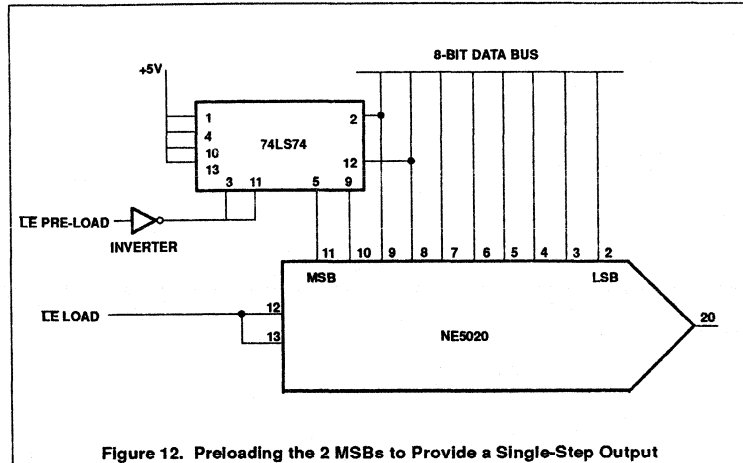 8-BIT DATA BUS
+5V
1
4
10
13
74LS74
2
12
3 11 5 9
LE PRE-LOAD
INVERTER
11 10 9 8 7 6 5 4 3 2
MSB LSB
LE LOAD
12
13
NE5020
20
Figure 12. Preloading the 2 MSBs to Provide a Single-Step Output